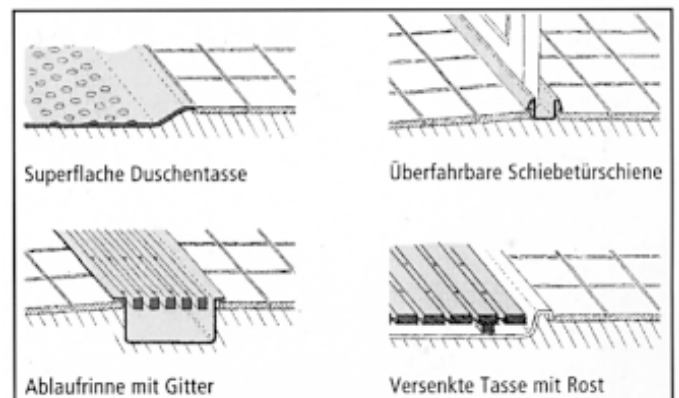 Superflache Duschentasse
Überfahrbare Schiebetürschiene
Ablaufrinne mit Gitter
Versenkte Tasse mit Rost